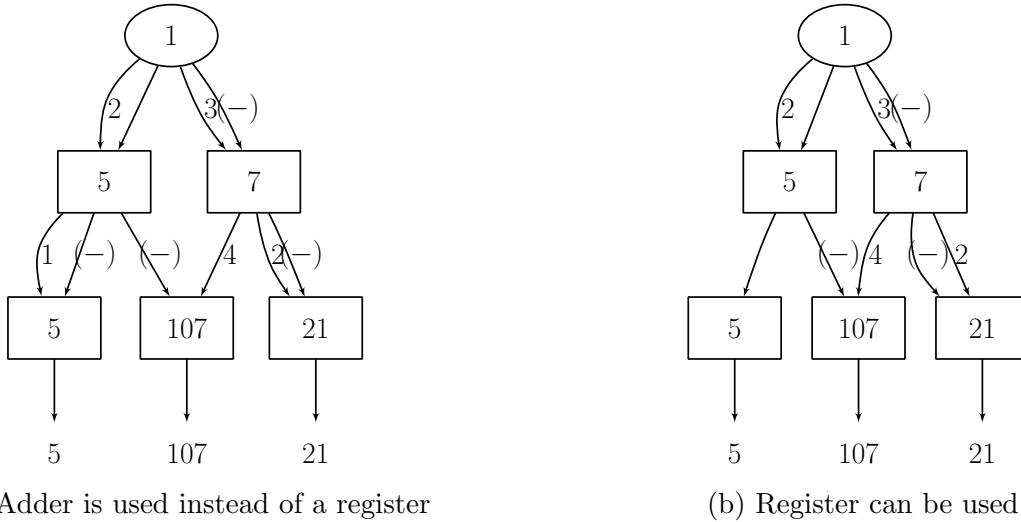 1 1
2 3 (−) 2 3 (−)
5 7 5 7
1 (−) (−) 4 2 (−) (−) 4 (−) 2
5 107 21 5 107 21
5 107 21 5 107 21
Adder is used instead of a register (b) Register can be used